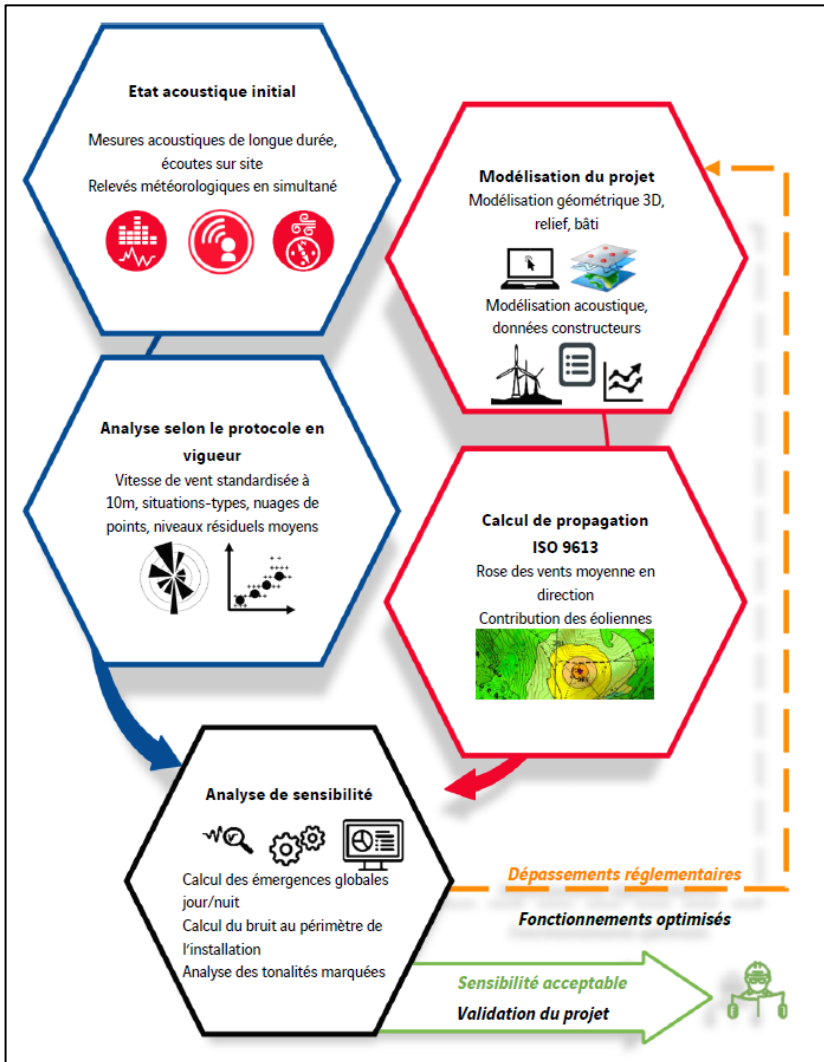 Etat acoustique initial
Mesures acoustiques de longue durée,
écoutes sur site
Relevés météorologiques en simultané
Modélisation du projet
Modélisation géométrique 3D,
relief, bâti
Modélisation acoustique,
données constructeurs
Analyse selon le protocole en
vigueur
Vitesse de vent standardisée à
10m, situations-types, nuages de
points, niveaux résiduels moyens
Calcul de propagation
ISO 9613
Rose des vents moyenne en
direction
Contribution des éoliennes
Analyse de sensibilité
Calcul des émergences globales
jour/nuit
Calcul du bruit au périmètre de
l'installation
Analyse des tonalités marquées
Dépassements réglementaires
Fonctionnements optimisés
Sensibilité acceptable
Validation du projet